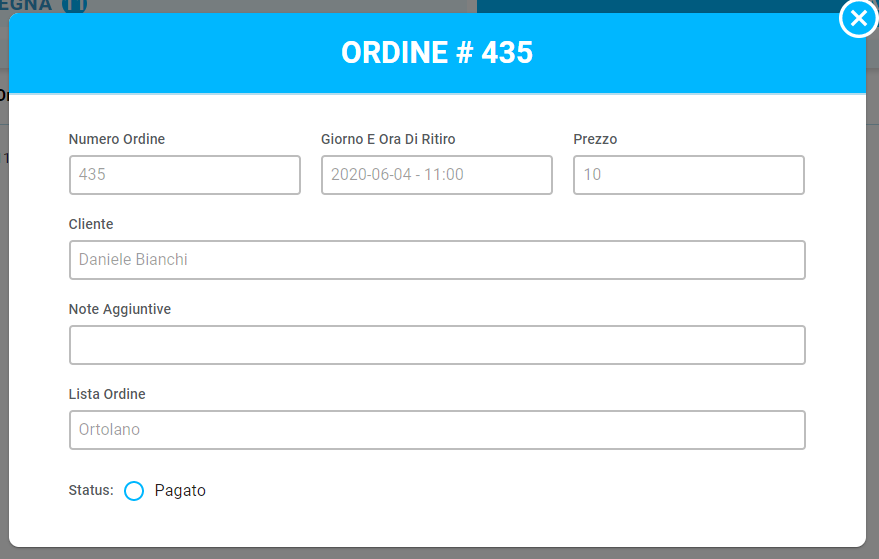 EGNA
ORDINE # 435
Numero Ordine
Giorno E Ora Di Ritiro
Prezzo
435
2020-06-04 - 11:00
10
Cliente
Daniele Bianchi
Note Aggiuntive
Lista Ordine
Ortolano
Status:
Pagato